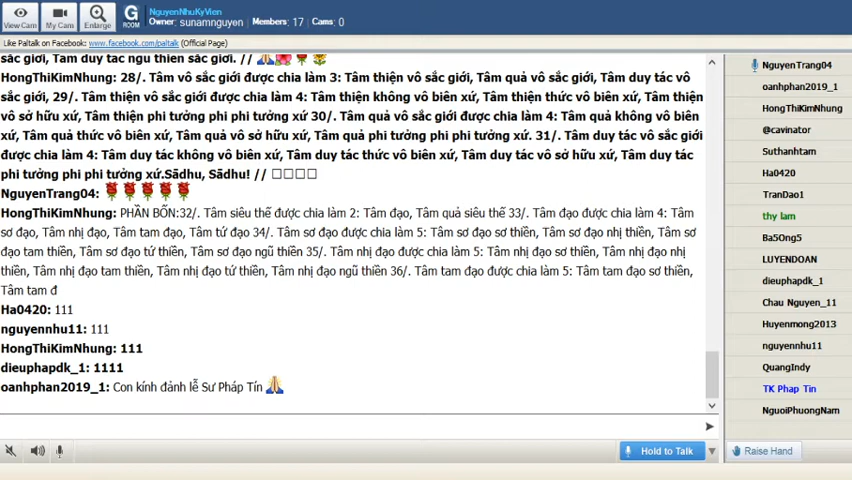 View Cam
My Cam
Enlarge
G
ROOM
NguyenNhuKyVien
Owner: sunamnguyen Members: 17 Cams: 0
Like Paltalk on Facebook: www.facebook.com/paltalk (Official Page)
sắc giới, Tâm duy tác ngũ thiền sắc giới. //
HongThiKimNhung: 28/. Tâm vô sắc giới được chia làm 3: Tâm thiện vô sắc giới, Tâm quả vô sắc giới, Tâm duy tác vô
sắc giới, 29/. Tâm thiện vô sắc giới được chia làm 4: Tâm thiện không vô biên xứ, Tâm thiện thức vô biên xứ, Tâm thiện
vô sở hữu xứ, Tâm thiện phi tưởng phi phi tưởng xứ 30/. Tâm quả vô sắc giới được chia làm 4: Tâm quả không vô biên
xứ, Tâm quả thức vô biên xứ, Tâm quả vô sở hữu xứ, Tâm quả phi tưởng phi phi tưởng xứ. 31/. Tâm duy tác vô sắc giới
được chia làm 4: Tâm duy tác không vô biên xứ, Tâm duy tác thức vô biên xứ, Tâm duy tác vô sở hữu xứ, Tâm duy tác
phi tưởng phi phi tưởng xứ.Sādhu, Sādhu! // □□□□
NguyenTrang04:
HongThiKimNhung: PHẦN BỐN:32/. Tâm siêu thế được chia làm 2: Tâm đạo, Tâm quả siêu thế 33/. Tâm đạo được chia làm 4: Tâm
sơ đạo, Tâm nhị đạo, Tâm tam đạo, Tâm tứ đạo 34/. Tâm sơ đạo được chia làm 5: Tâm sơ đạo sơ thiền, Tâm sơ đạo nhị thiền, Tâm sơ
đạo tam thiền, Tâm sơ đạo tứ thiền, Tâm sơ đạo ngũ thiền 35/. Tâm nhị đạo được chia làm 5: Tâm nhị đạo sơ thiền, Tâm nhị đạo nhị
thiền, Tâm nhị đạo tam thiền, Tâm nhị đạo tứ thiền, Tâm nhị đạo ngũ thiền 36/. Tâm tam đạo được chia làm 5: Tâm tam đạo sơ thiền,
Tâm tam đ
Ha0420: 111
nguyennhu11: 111
HongThiKimNhung: 111
dieuphapdk_1: 1111
oanhphan2019_1: Con kính đảnh lễ Sư Pháp Tín
Hold to Talk
NguyenTrang04
oanhphan2019_1
HongThiKimNhung
@cavinator
Suthanhtam
Ha0420
TranDao1
thy lam
Ba5Ong5
LUYENDOAN
dieuphapdk_1
Chau Nguyen_11
Huyenmong2013
nguyennhu11
QuangIndy
TK Phap Tin
NguoiPhuongNam
Raise Hand